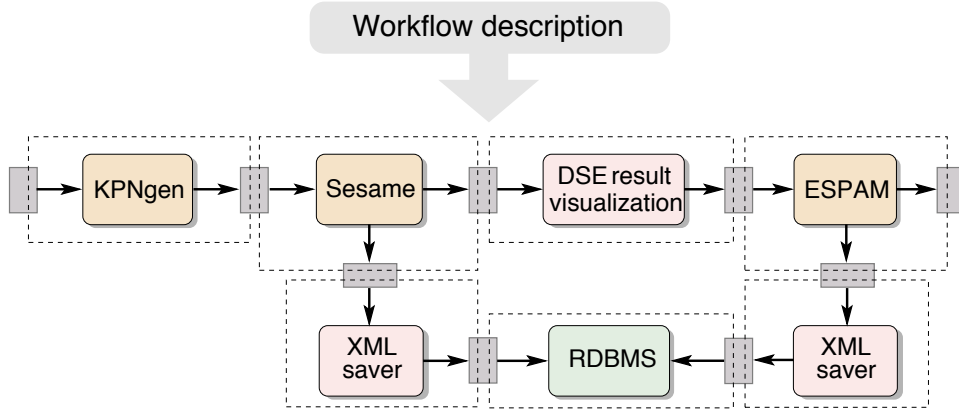 Workflow description
KPNgen
Sesame
DSE result
visualization
ESPAM
XML
saver
RDBMS
XML
saver